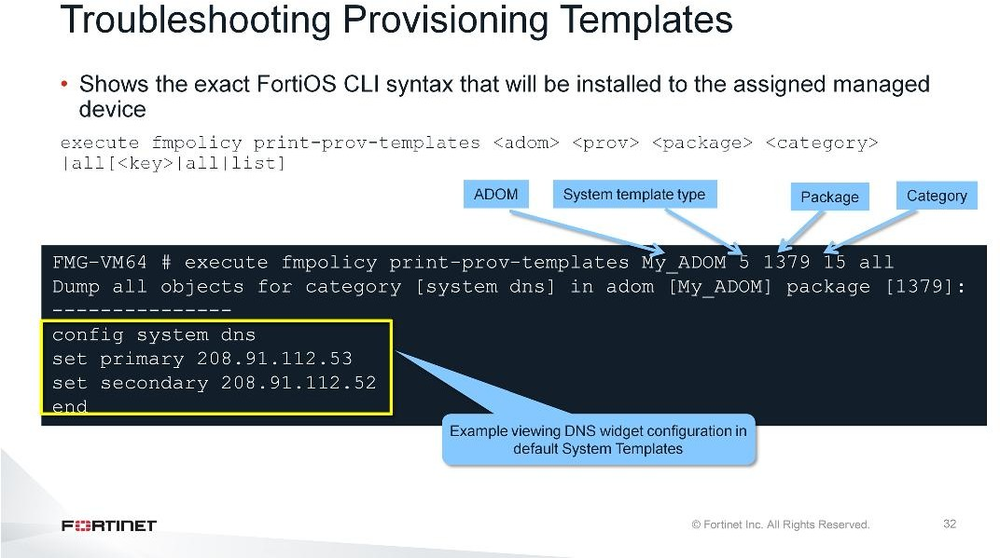 Troubleshooting Provisioning Templates
• Shows the exact FortiOS CLI syntax that will be installed to the assigned managed
device
execute fmpolicy print-prov-templates <adom> <prov> <package> <category>
|all[<key>|all|list]
ADOM
System template type
Package
Category
FMG-VM64 # execute fmpolicy print-prov-templates My_ADOM 5 1379 15 all
Dump all objects for category [system dns] in adom [My_ADOM] package [1379]:
---------------
config system dns
set primary 208.91.112.53
set secondary 208.91.112.52
end
Example viewing DNS widget configuration in
default System Templates
FORTINET
© Fortinet Inc. All Rights Reserved.
32